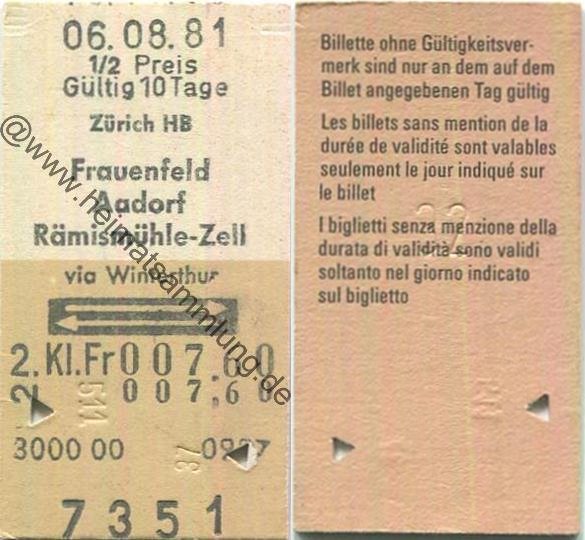 06.08.81
1/2 Preis
Gültig 10 Tage
Zürich HB
Frauenfeld
Aadorf
Rämismühle-Zell
via Winterthur
2. Kl. Fr 007,60
2 007,60
3000 00
7351
@www.heimatsammlung.de
Billette ohne Gültigkeitsver-
merk sind nur an dem auf dem
Billet angegebenen Tag gültig
Les billets sans mention de la
durée de validité sont valables
seulement le jour indiqué sur
le billet
I biglietti senza menzione della
durata di validità sono validi
soltanto nel giorno indicato
sul biglietto